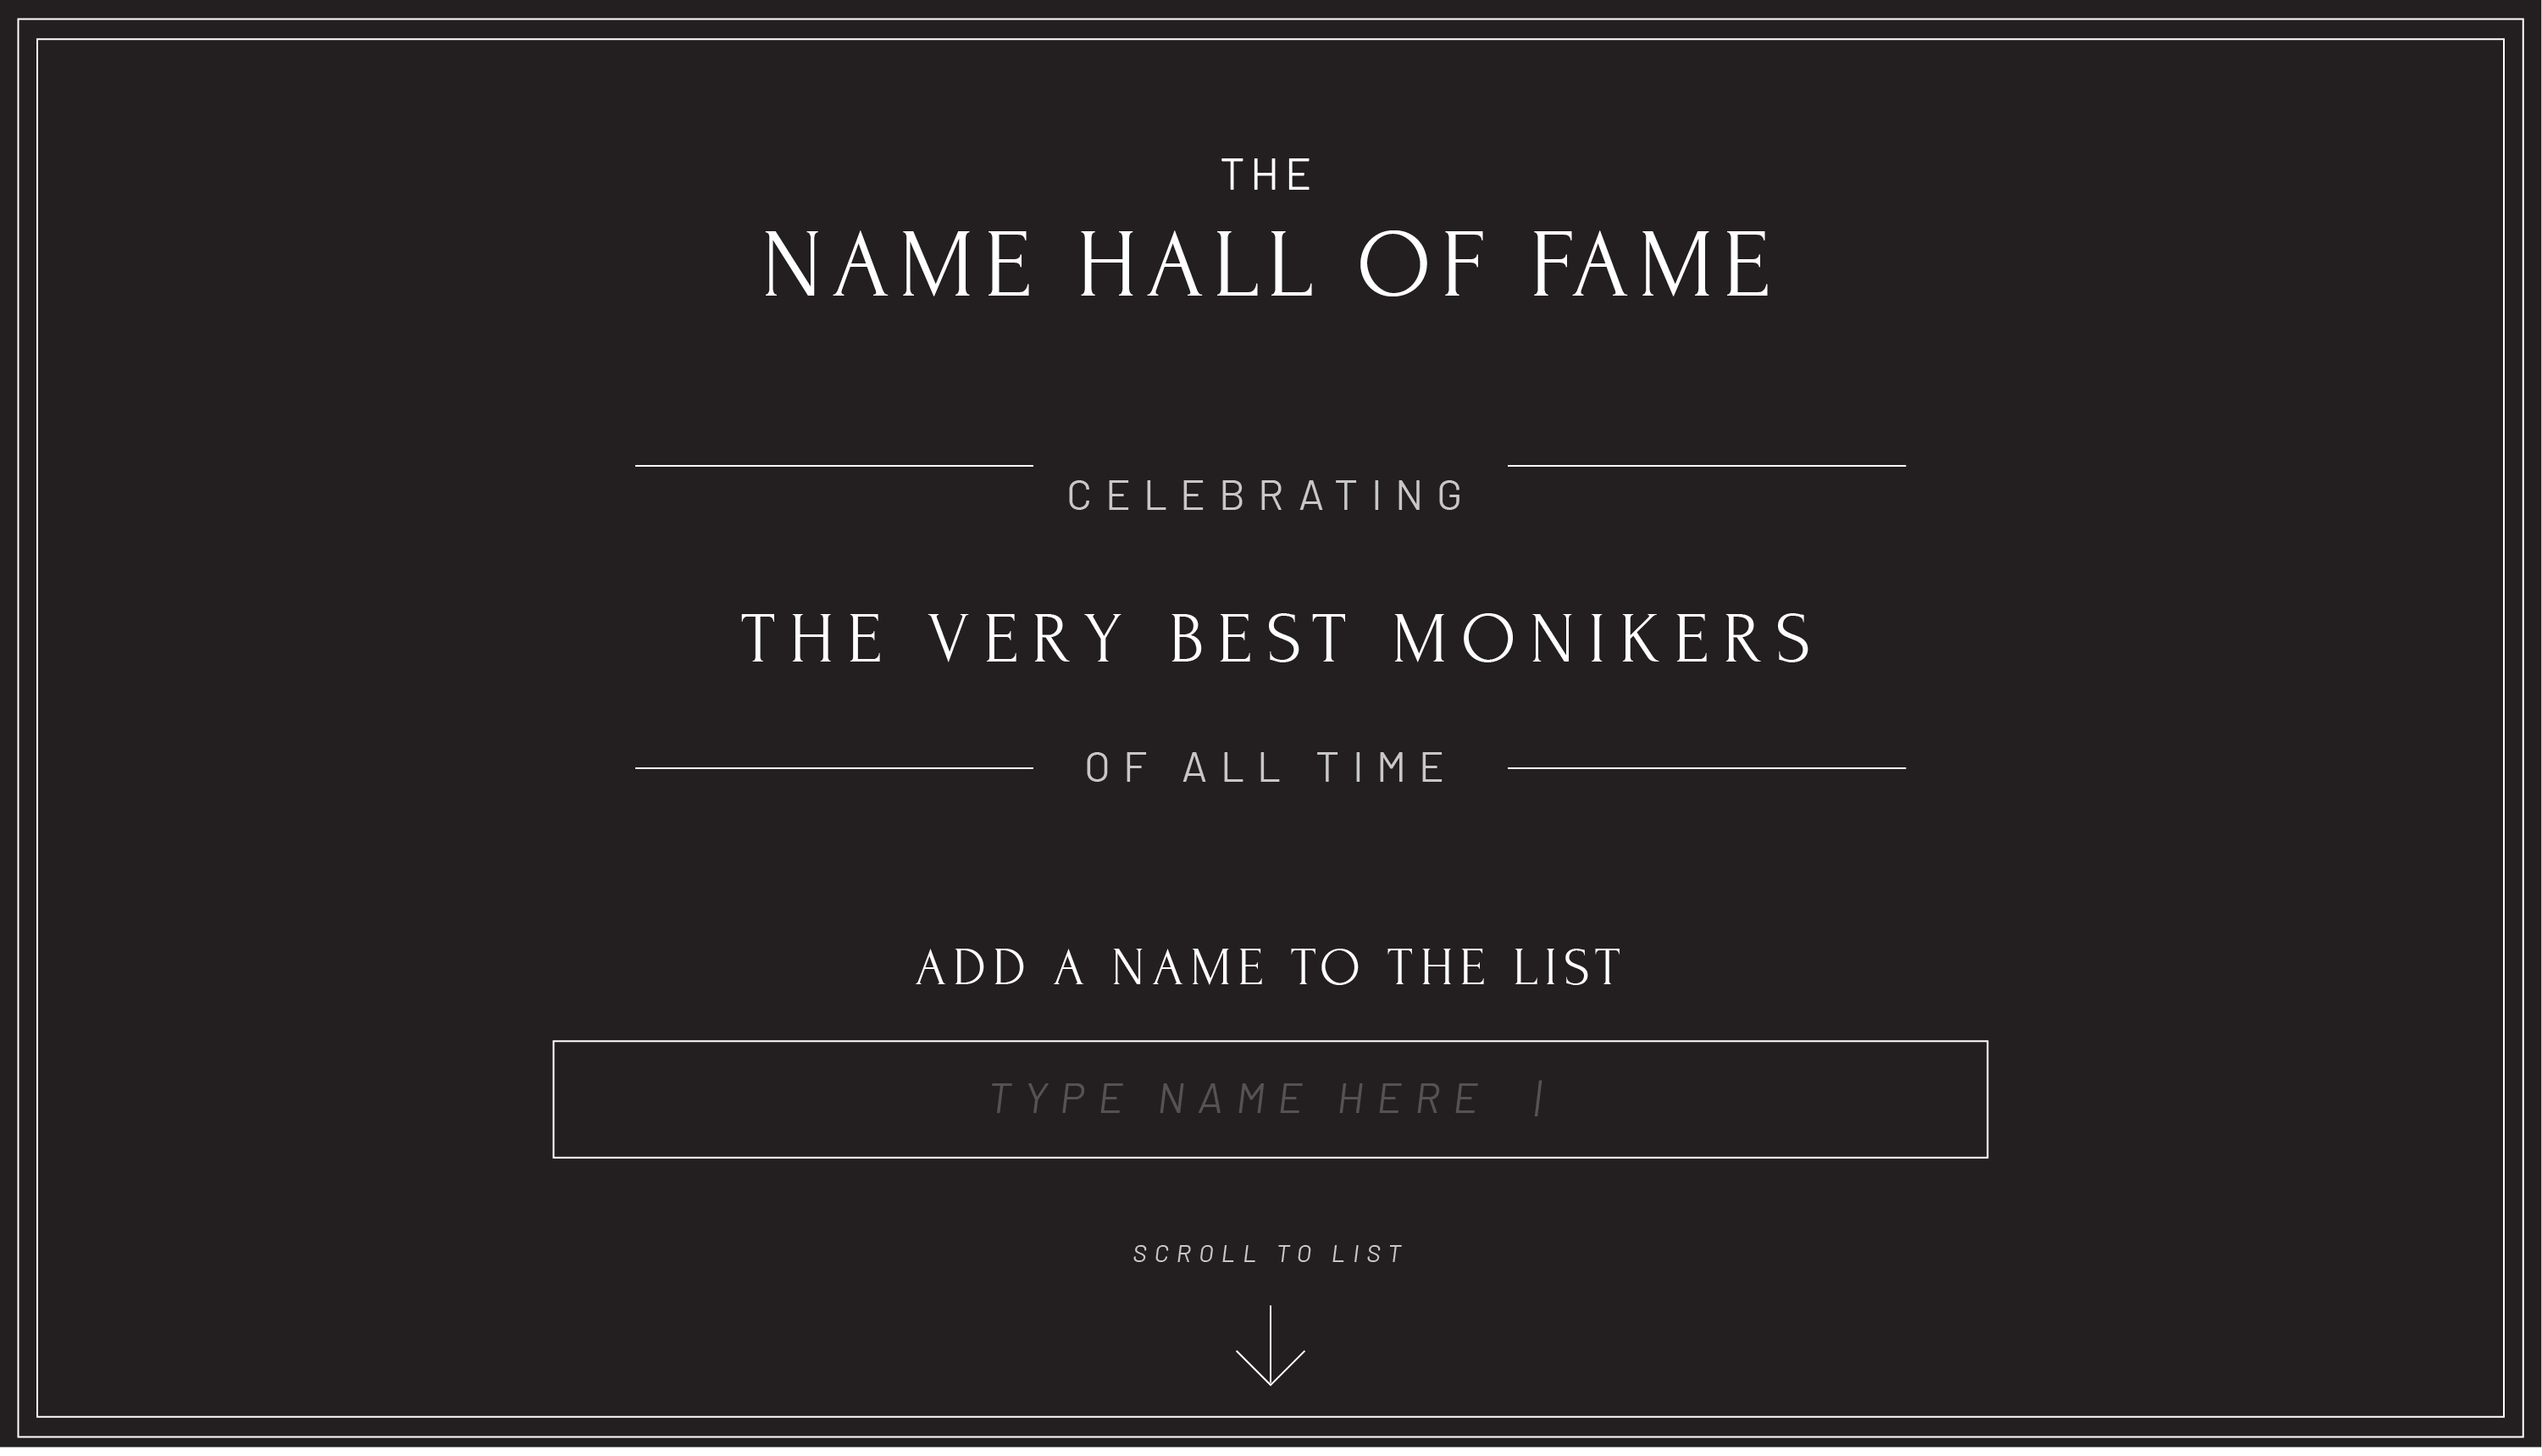 THE
NAME HALL OF FAME
CELEBRATING
THE VERY BEST MONIKERS
OF ALL TIME
ADD A NAME TO THE LIST
TYPE NAME HERE |
SCROLL TO LIST